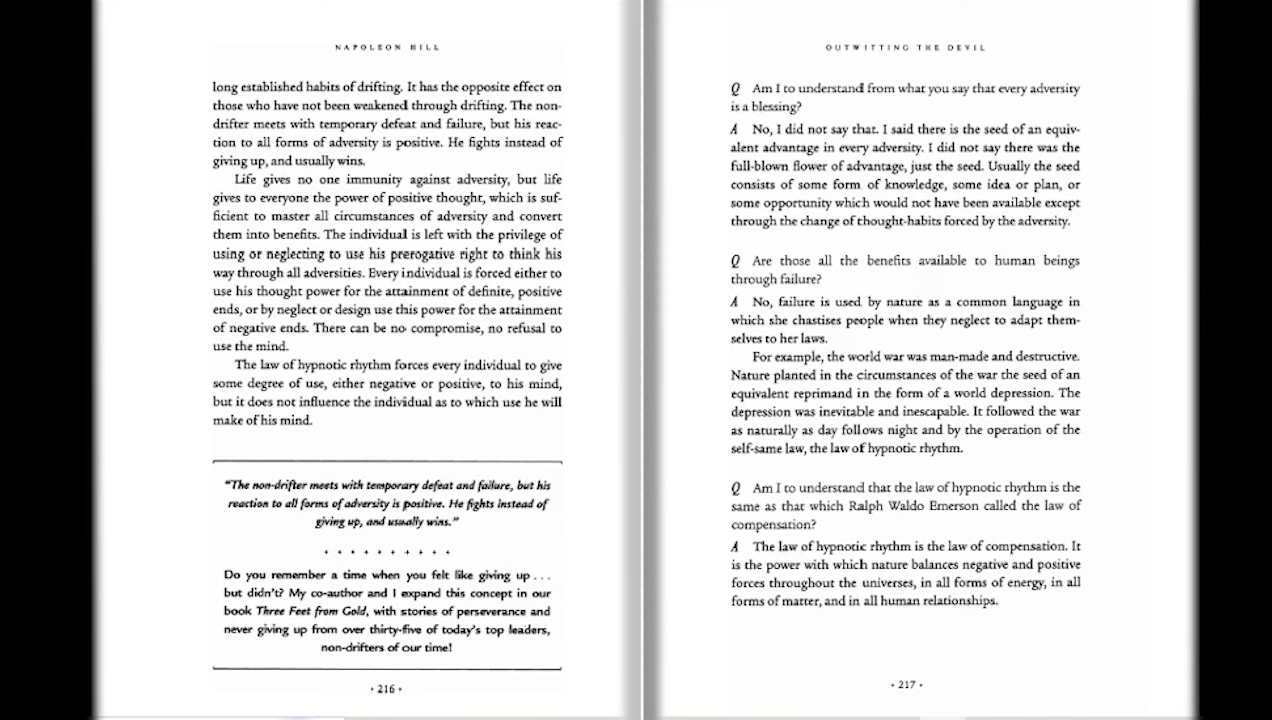 NAPOLEON HILL
long established habits of drifting. It has the opposite effect on
those who have not been weakened through drifting. The non-
drifter meets with temporary defeat and failure, but his reac-
tion to all forms of adversity is positive. He fights instead of
giving up, and usually wins.
Life gives no one immunity against adversity, but life
gives to everyone the power of positive thought, which is suf-
ficient to master all circumstances of adversity and convert
them into benefits. The individual is left with the privilege of
using or neglecting to use his prerogative right to think his
way through all adversities. Every individual is forced either to
use his thought power for the attainment of definite, positive
ends, or by neglect or design use this power for the attainment
of negative ends. There can be no compromise, no refusal to
use the mind.
The law of hypnotic rhythm forces every individual to give
some degree of use, either negative or positive, to his mind,
but it does not influence the individual as to which use he will
make of his mind.
"The non-drifter meets with temporary defeat and failure, but his
reaction to all forms of adversity is positive. He fights instead of
giving up, and usually wins."
Do you remember a time when you felt like giving up . . .
but didn't? My co-author and I expand this concept in our
book Three Feet from Gold, with stories of perseverance and
never giving up from over thirty-five of today's top leaders,
non-drifters of our time!
· 216 ·
OUTWITTING THE DEVIL
Q Am I to understand from what you say that every adversity
is a blessing?
A No, I did not say that. I said there is the seed of an equiv-
alent advantage in every adversity. I did not say there was the
full-blown flower of advantage, just the seed. Usually the seed
consists of some form of knowledge, some idea or plan, or
some opportunity which would not have been available except
through the change of thought-habits forced by the adversity.
Q Are those all the benefits available to human beings
through failure?
A No, failure is used by nature as a common language in
which she chastises people when they neglect to adapt them-
selves to her laws.
For example, the world war was man-made and destructive.
Nature planted in the circumstances of the war the seed of an
equivalent reprimand in the form of a world depression. The
depression was inevitable and inescapable. It followed the war
as naturally as day follows night and by the operation of the
self-same law, the law of hypnotic rhythm.
Q Am I to understand that the law of hypnotic rhythm is the
same as that which Ralph Waldo Emerson called the law of
compensation?
A The law of hypnotic rhythm is the law of compensation. It
is the power with which nature balances negative and positive
forces throughout the universes, in all forms of energy, in all
forms of matter, and in all human relationships.
· 217 ·